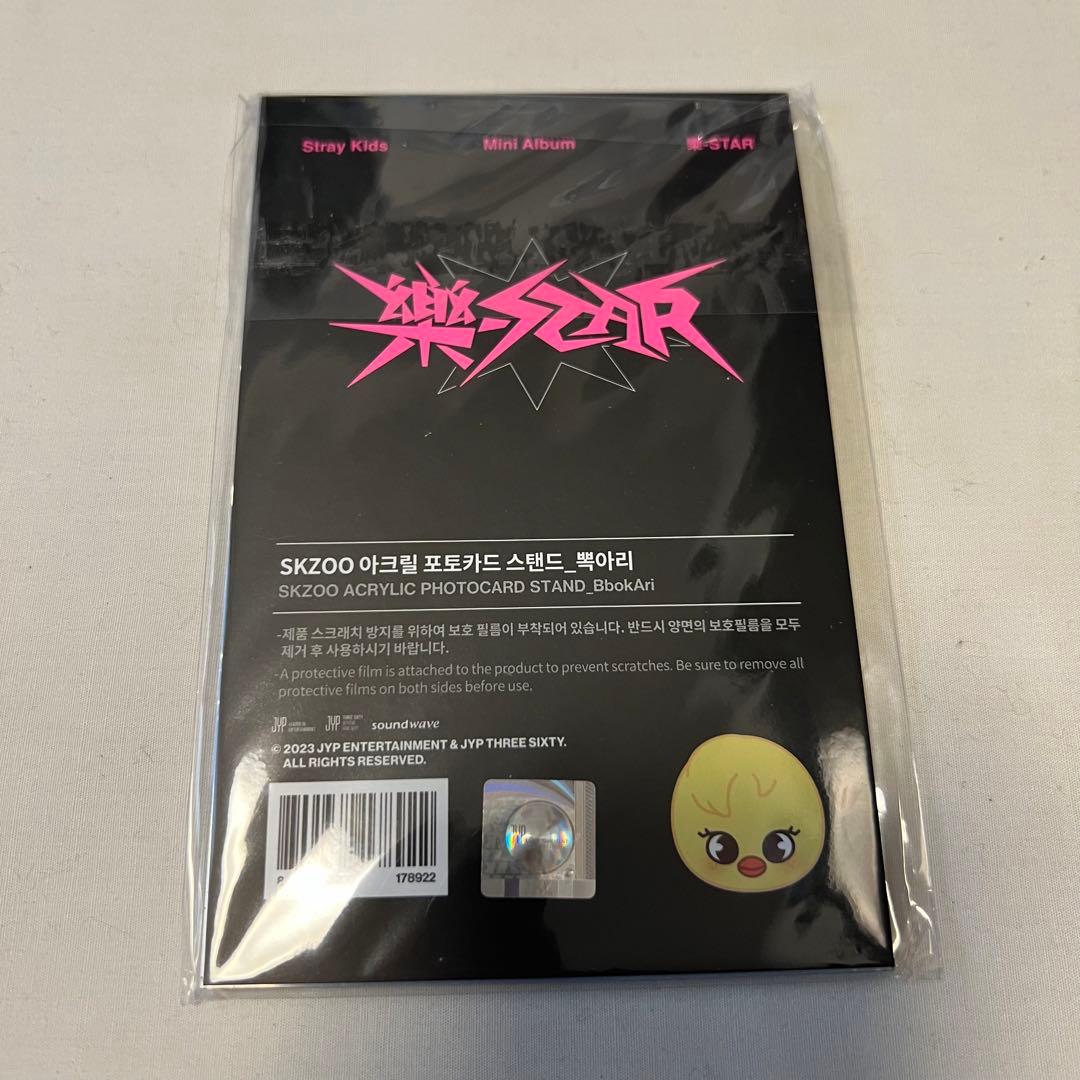 Stray Kids Mini Album 樂-STAR
樂-STAR
SKZOO 아크릴 포토카드 스탠드_뽁아리
SKZOO ACRYLIC PHOTOCARD STAND_BbokAri
-제품 스크래치 방지를 위하여 보호 필름이 부착되어 있습니다. 반드시 양면의 보호필름을 모두
제거 후 사용하시기 바랍니다.
-A protective film is attached to the product to prevent scratches. Be sure to remove all
protective films on both sides before use.
JYP JYP soundwave
© 2023 JYP ENTERTAINMENT & JYP THREE SIXTY.
ALL RIGHTS RESERVED.
8 178922
JYP